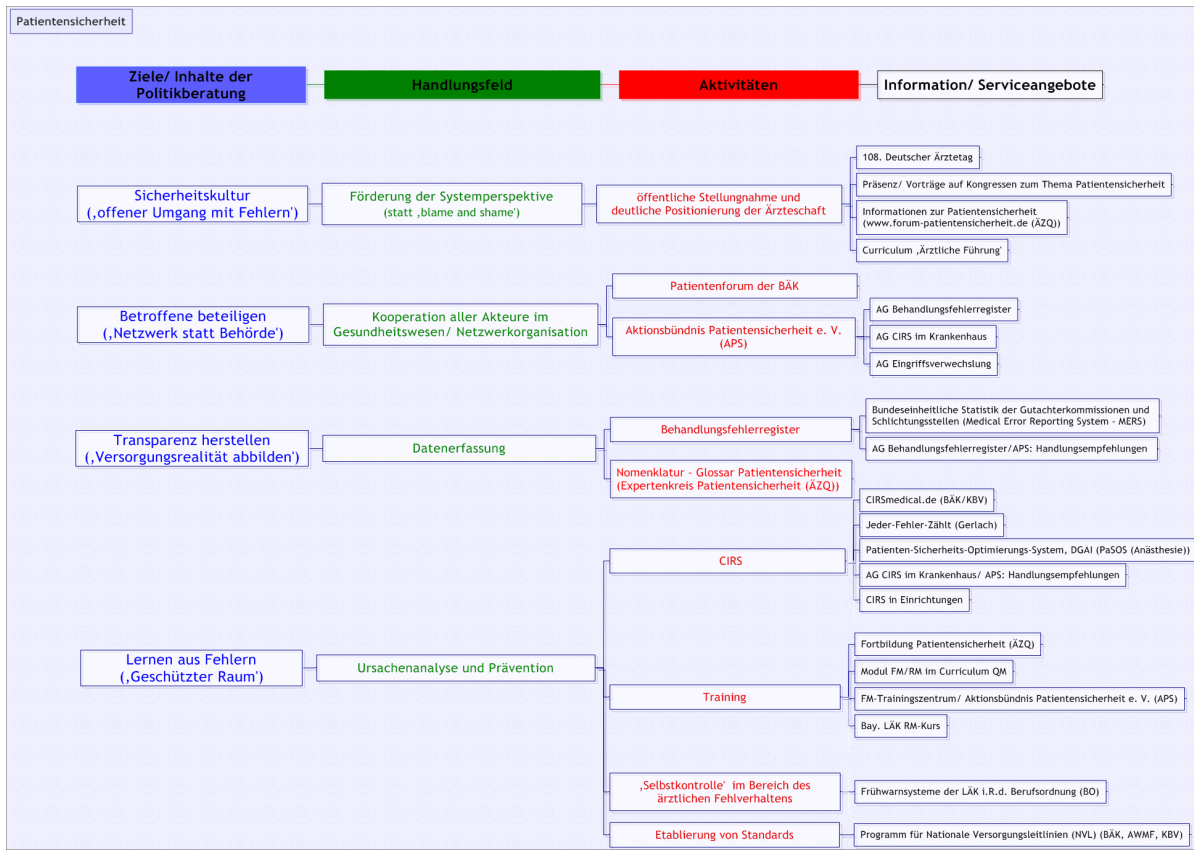 Patientensicherheit
Ziele/ Inhalte der
Politikberatung
Handlungsfeld
Aktivitäten
Information/ Serviceangebote
Sicherheitskultur
(‚offener Umgang mit Fehlern')
Förderung der Systemperspektive
(statt ‚blame and shame')
öffentliche Stellungnahme und
deutliche Positionierung der Ärzteschaft
108. Deutscher Ärztetag
Präsenz/ Vorträge auf Kongressen zum Thema Patientensicherheit
Informationen zur Patientensicherheit
(www.forum-patientensicherheit.de (ÄZQ))
Curriculum ‚Ärztliche Führung'
Betroffene beteiligen
(‚Netzwerk statt Behörde')
Kooperation aller Akteure im
Gesundheitswesen/ Netzwerkorganisation
Patientenforum der BÄK
Aktionsbündnis Patientensicherheit e. V.
(APS)
AG Behandlungsfehlerregister
AG CIRS im Krankenhaus
AG Eingriffsverwechslung
Transparenz herstellen
(‚Versorgungsrealität abbilden')
Datenerfassung
Behandlungsfehlerregister
Bundeseinheitliche Statistik der Gutachterkommissionen und
Schlichtungsstellen (Medical Error Reporting System - MERS)
AG Behandlungsfehlerregister/APS: Handlungsempfehlungen
Nomenklatur - Glossar Patientensicherheit
(Expertenkreis Patientensicherheit (ÄZQ))
Lernen aus Fehlern
(‚Geschützter Raum')
Ursachenanalyse und Prävention
CIRS
CIRSmedical.de (BÄK/KBV)
Jeder-Fehler-Zählt (Gerlach)
Patienten-Sicherheits-Optimierungs-System, DGAI (PaSOS (Anästhesie))
AG CIRS im Krankenhaus/ APS: Handlungsempfehlungen
CIRS in Einrichtungen
Training
Fortbildung Patientensicherheit (ÄZQ)
Modul FM/RM im Curriculum QM
FM-Trainingszentrum/ Aktionsbündnis Patientensicherheit e. V. (APS)
Bay. LÄK RM-Kurs
‚Selbstkontrolle' im Bereich des
ärztlichen Fehlverhaltens
Frühwarnsysteme der LÄK i.R.d. Berufsordnung (BO)
Etablierung von Standards
Programm für Nationale Versorgungsleitlinien (NVL) (BÄK, AWMF, KBV)